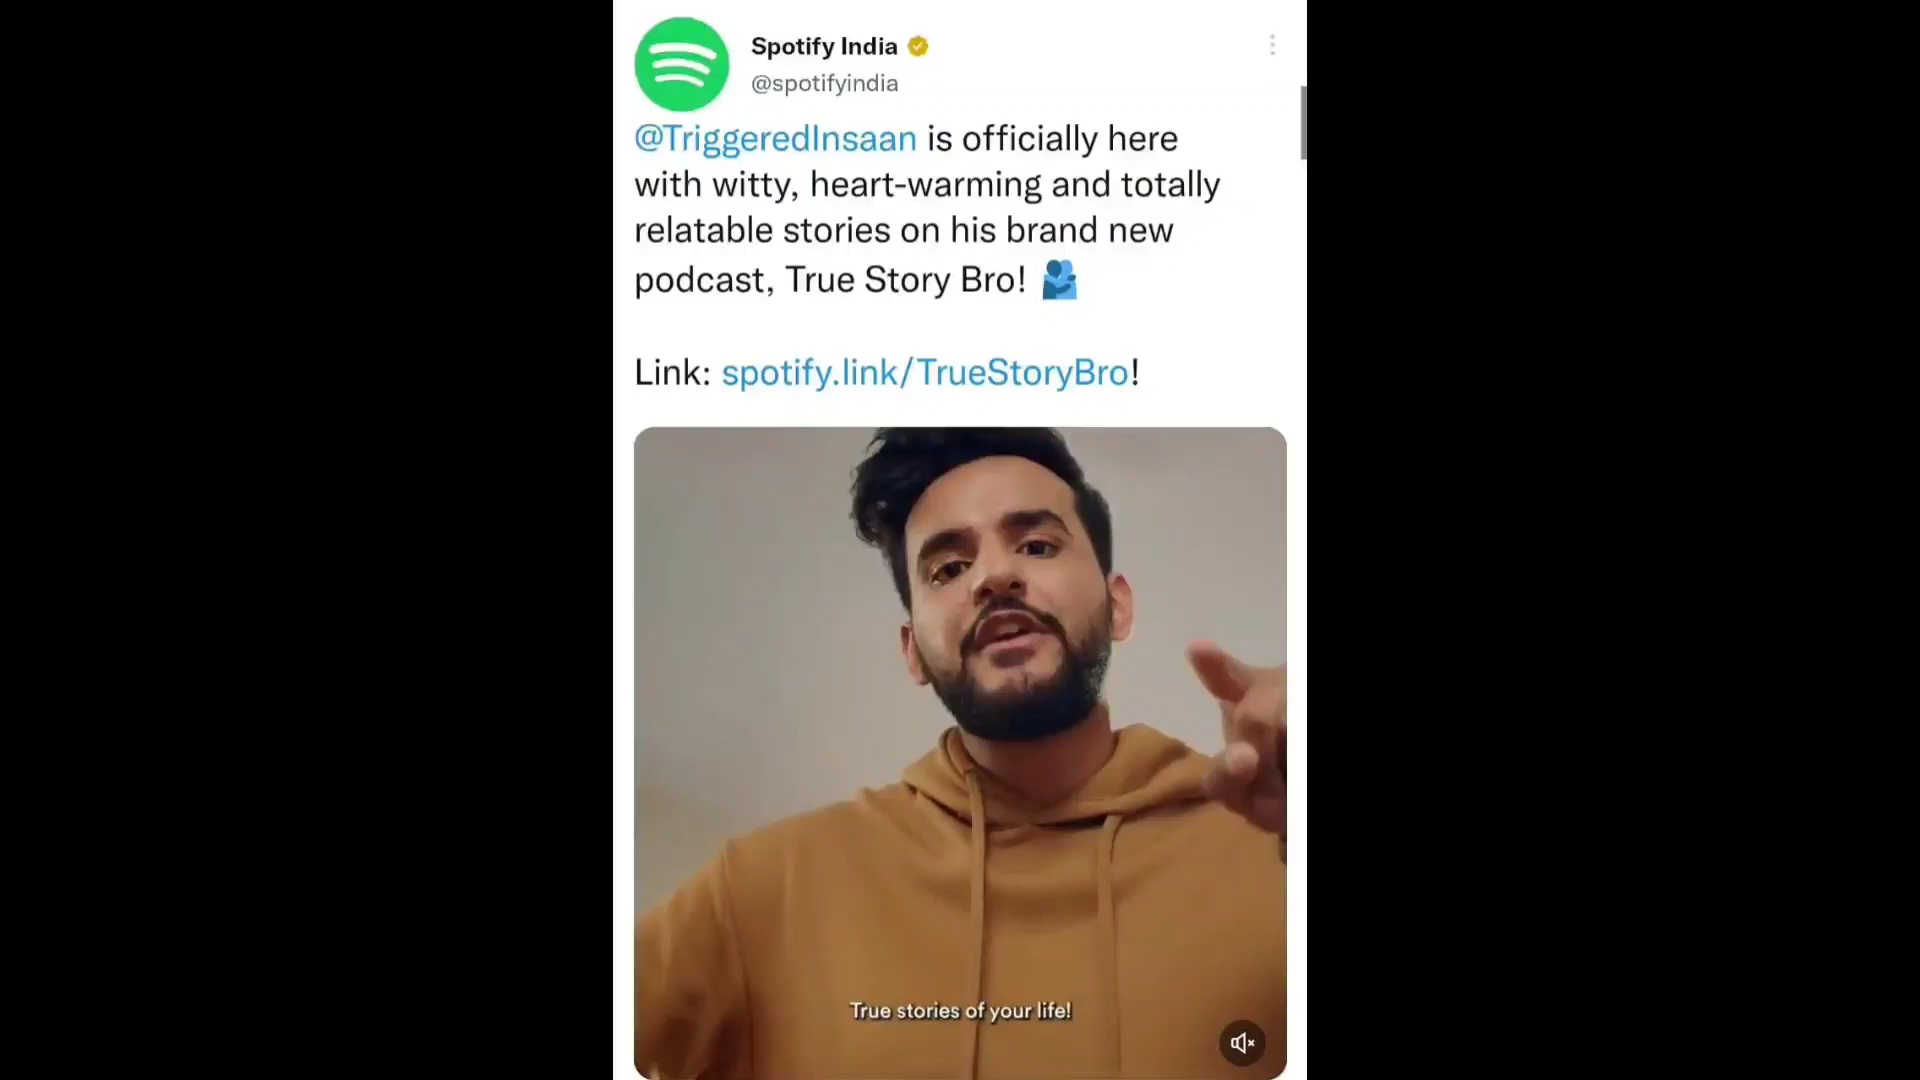 Spotify India
@spotifyindia
@TriggeredInsaan is officially here
with witty, heart-warming and totally
relatable stories on his brand new
podcast, True Story Bro! 🫂
Link: spotify.link/TrueStoryBro!
True stories of your life!